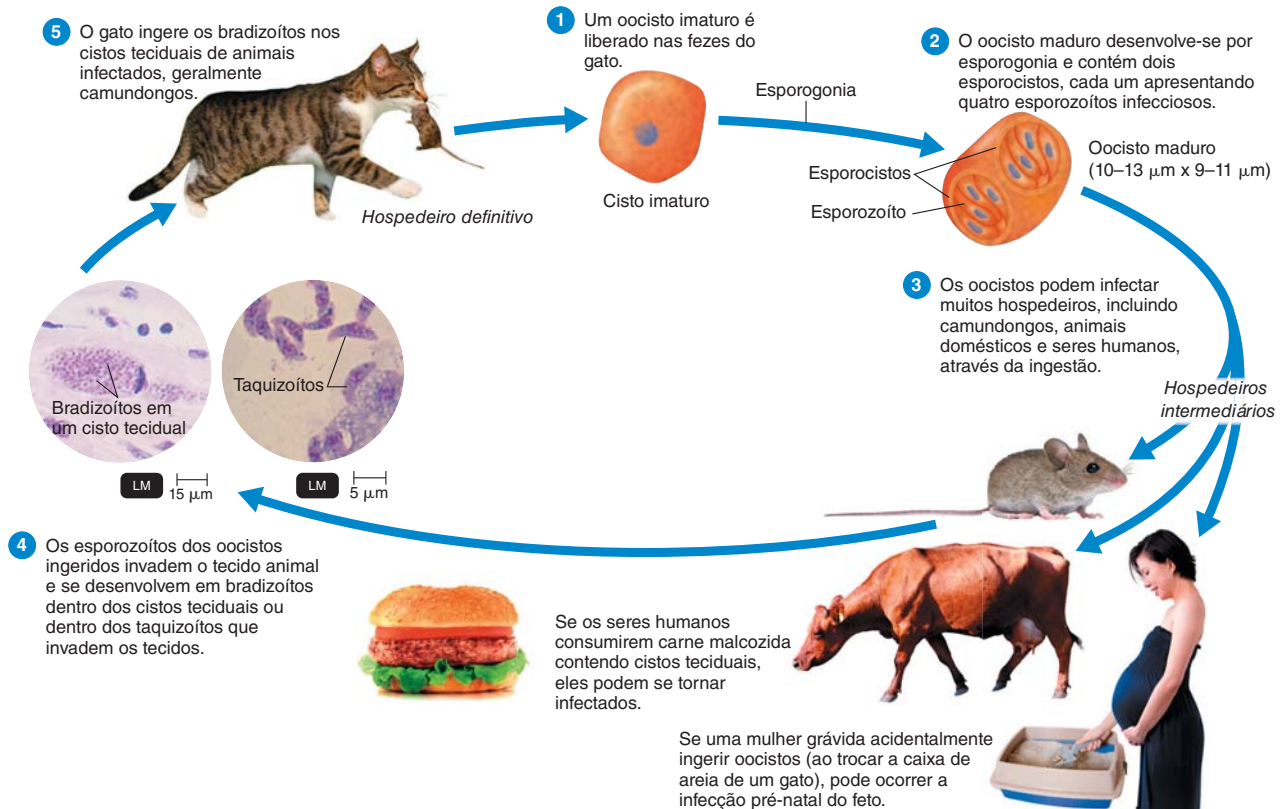 1 Um oocisto imaturo é
liberado nas fezes do
gato.
Cisto imaturo
Esporogonia
2 O oocisto maduro desenvolve-se por
esporogonia e contém dois
esporocistos, cada um apresentando
quatro esporozoítos infecciosos.
Oocisto maduro
(10–13 μm x 9–11 μm)
Esporocistos
Esporozoíto
3 Os oocistos podem infectar
muitos hospedeiros, incluindo
camundongos, animais
domésticos e seres humanos,
através da ingestão.
Hospedeiros
intermediários
Se uma mulher grávida acidentalmente
ingerir oocistos (ao trocar a caixa de
areia de um gato), pode ocorrer a
infecção pré-natal do feto.
Se os seres humanos
consumirem carne malcozida
contendo cistos teciduais,
eles podem se tornar
infectados.
4 Os esporozoítos dos oocistos
ingeridos invadem o tecido animal
e se desenvolvem em bradizoítos
dentro dos cistos teciduais ou
dentro dos taquizoítos que
invadem os tecidos.
Bradizoítos em
um cisto tecidual
LM 15 μm
Taquizoítos
LM 5 μm
5 O gato ingere os bradizoítos nos
cistos teciduais de animais
infectados, geralmente
camundongos.
Hospedeiro definitivo